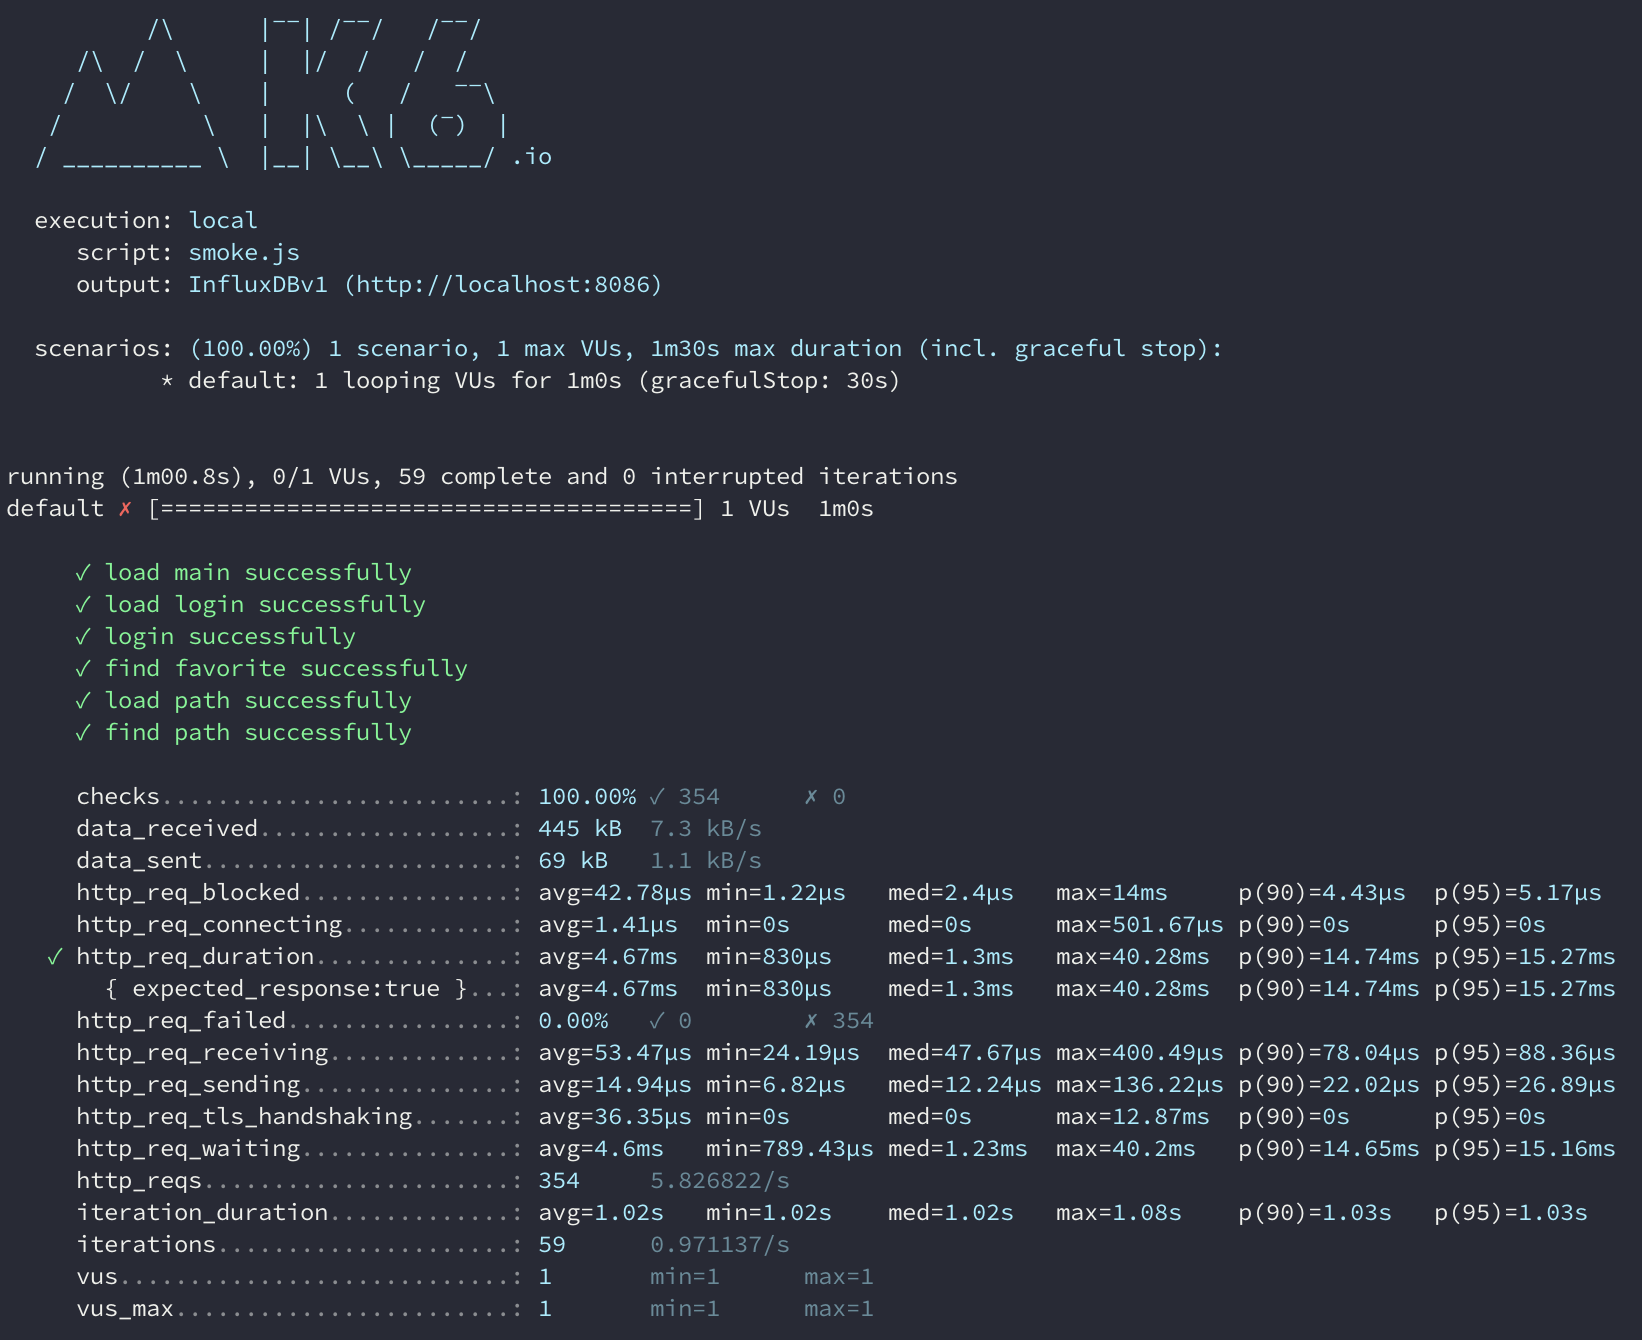 /\      |‾‾| /‾‾/   /‾‾/
     /\  /  \     |  |/  /   /  /
    /  \/    \    |     (   /   ‾‾\
   /          \   |  |\  \ |  (‾)  |
  / __________ \  |__| \__\ \_____/ .io

  execution: local
     script: smoke.js
     output: InfluxDBv1 (http://localhost:8086)

  scenarios: (100.00%) 1 scenario, 1 max VUs, 1m30s max duration (incl. graceful stop):
           * default: 1 looping VUs for 1m0s (gracefulStop: 30s)


running (1m00.8s), 0/1 VUs, 59 complete and 0 interrupted iterations
default ✗ [======================================] 1 VUs  1m0s

     ✓ load main successfully
     ✓ load login successfully
     ✓ login successfully
     ✓ find favorite successfully
     ✓ load path successfully
     ✓ find path successfully

     checks.........................: 100.00% ✓ 354      ✗ 0
     data_received..................: 445 kB  7.3 kB/s
     data_sent......................: 69 kB   1.1 kB/s
     http_req_blocked...............: avg=42.78µs min=1.22µs   med=2.4µs   max=14ms     p(90)=4.43µs  p(95)=5.17µs
     http_req_connecting............: avg=1.41µs  min=0s       med=0s      max=501.67µs p(90)=0s      p(95)=0s
   ✓ http_req_duration..............: avg=4.67ms  min=830µs    med=1.3ms   max=40.28ms  p(90)=14.74ms p(95)=15.27ms
       { expected_response:true }...: avg=4.67ms  min=830µs    med=1.3ms   max=40.28ms  p(90)=14.74ms p(95)=15.27ms
     http_req_failed................: 0.00%   ✓ 0        ✗ 354
     http_req_receiving.............: avg=53.47µs min=24.19µs  med=47.67µs max=400.49µs p(90)=78.04µs p(95)=88.36µs
     http_req_sending...............: avg=14.94µs min=6.82µs   med=12.24µs max=136.22µs p(90)=22.02µs p(95)=26.89µs
     http_req_tls_handshaking.......: avg=36.35µs min=0s       med=0s      max=12.87ms  p(90)=0s      p(95)=0s
     http_req_waiting...............: avg=4.6ms   min=789.43µs med=1.23ms  max=40.2ms   p(90)=14.65ms p(95)=15.16ms
     http_reqs......................: 354     5.826822/s
     iteration_duration.............: avg=1.02s   min=1.02s    med=1.02s   max=1.08s    p(90)=1.03s   p(95)=1.03s
     iterations.....................: 59      0.971137/s
     vus............................: 1       min=1      max=1
     vus_max........................: 1       min=1      max=1